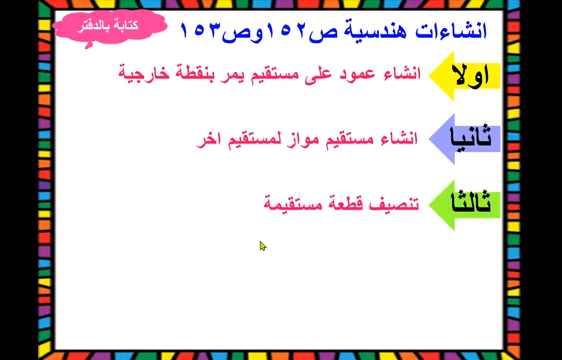 كتابة بالدفتر
انشاءات هندسية ص١٥٢وص١٥٣
اولا
انشاء عمود على مستقيم يمر بنقطة خارجية
ثانيا
انشاء مستقيم مواز لمستقيم اخر
ثالثا
تنصيف قطعة مستقيمة